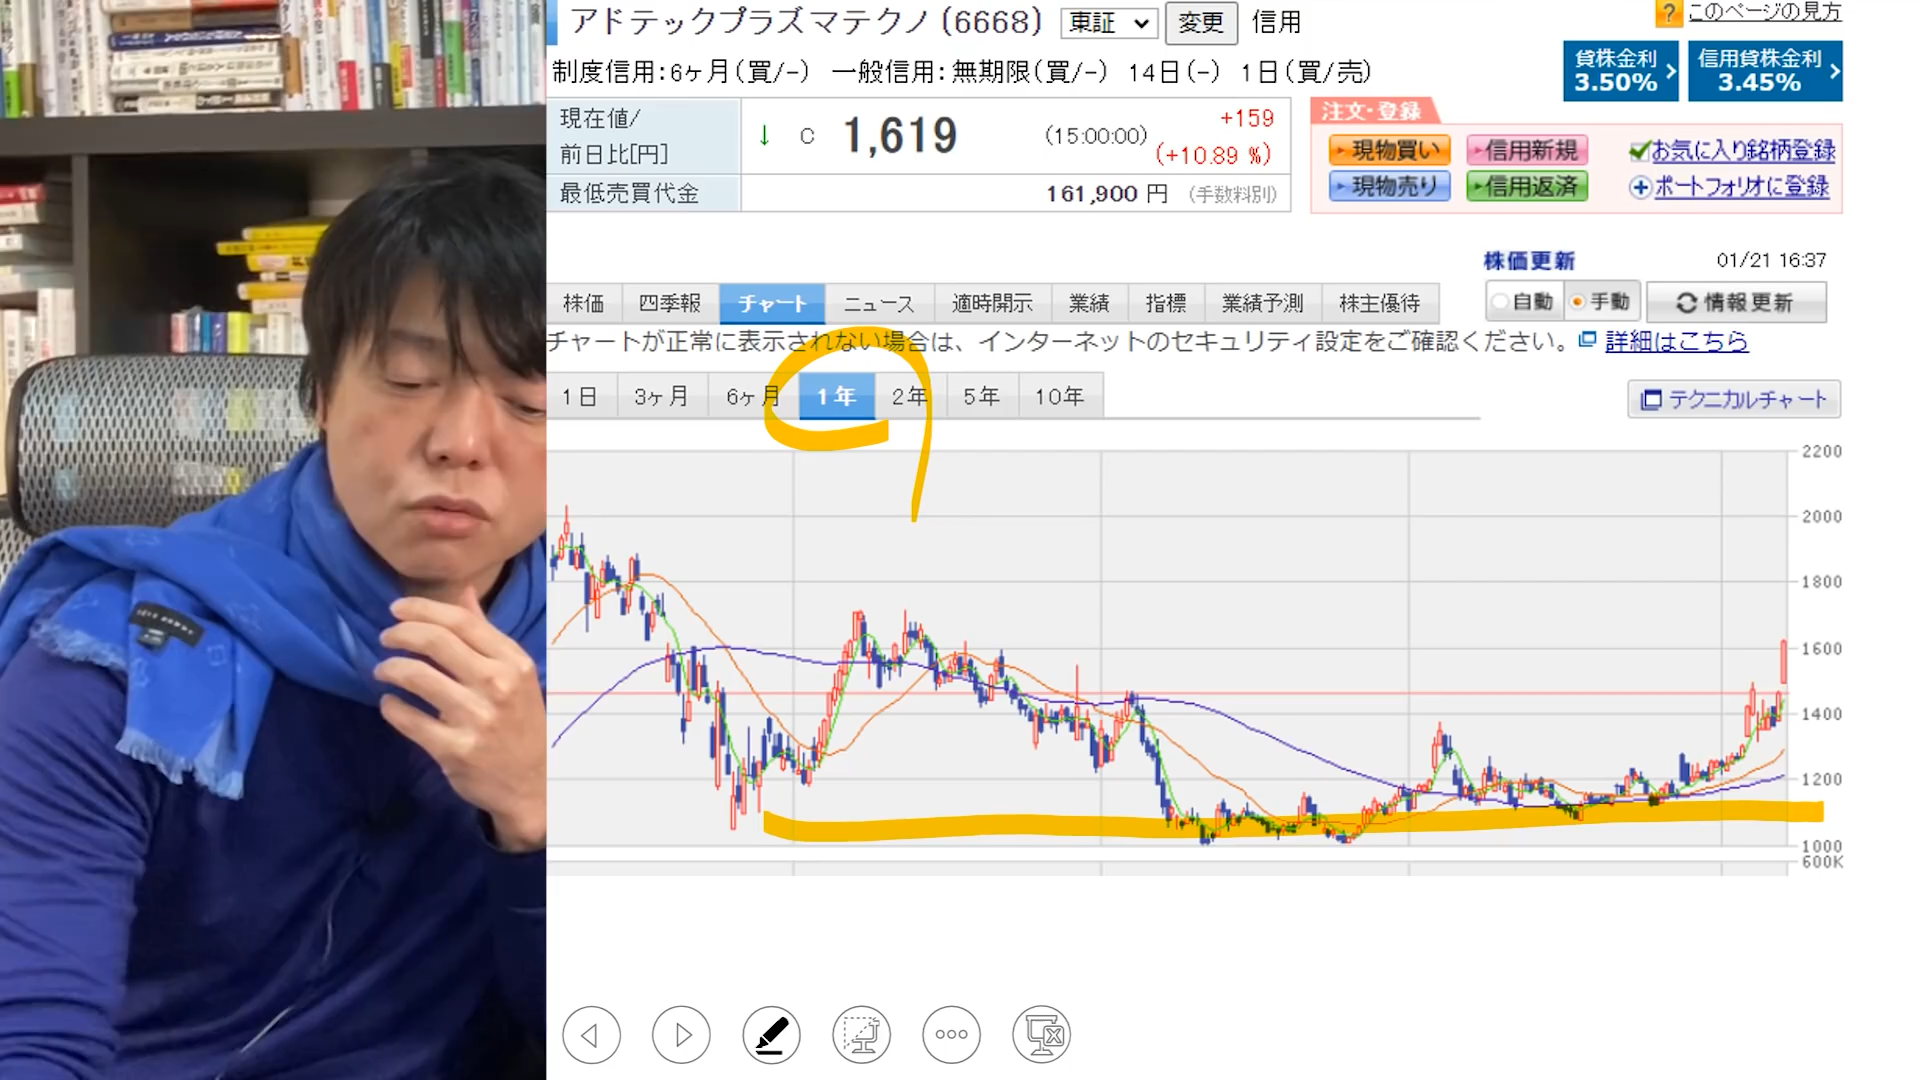 アドテックプラズマテクノ (6668) 東証 変更 信用
? このページの見方
制度信用:6ヶ月(買/-) 一般信用:無期限(買/-) 14日(-) 1日(買/売)
貸株金利 3.50%
信用貸株金利 3.45%
現在値/
前日比[円]
↓ C 1,619 (15:00:00) +159
(+10.89 %)
最低売買代金 161,900 円 (手数料別)
注文・登録
現物買い 信用新規 お気に入り銘柄登録
現物売り 信用返済 ポートフォリオに登録
株価更新 01/21 16:37
自動 手動 情報更新
株価 四季報 チャート ニュース 適時開示 業績 指標 業績予測 株主優待
チャートが正常に表示されない場合は、インターネットのセキュリティ設定をご確認ください。 詳細はこちら
1日 3ヶ月 6ヶ月 1年 2年 5年 10年
テクニカルチャート
2200
2000
1800
1600
1400
1200
1000
600K